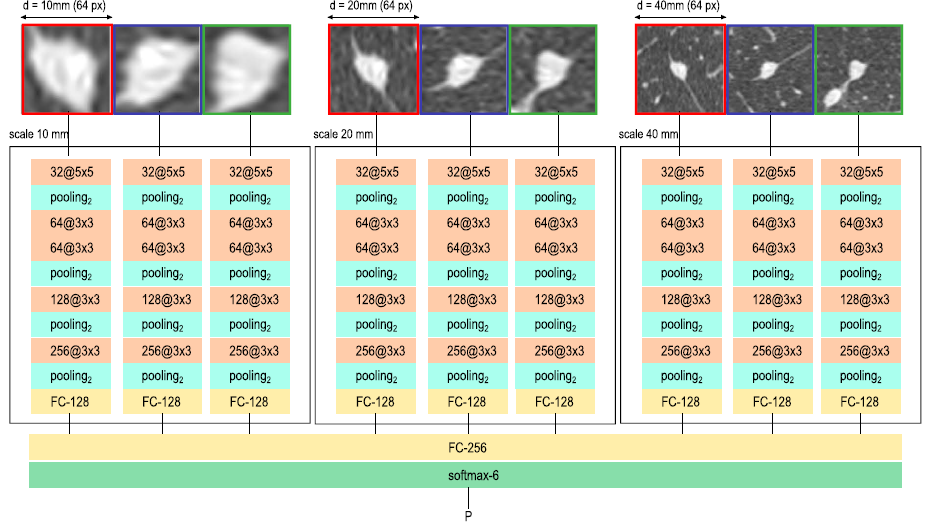 d = 10mm (64 px) d = 20mm (64 px) d = 40mm (64 px)
scale 10 mm scale 20 mm scale 40 mm
32@5x5 32@5x5 32@5x5 32@5x5 32@5x5 32@5x5 32@5x5 32@5x5 32@5x5
pooling₂ pooling₂ pooling₂ pooling₂ pooling₂ pooling₂ pooling₂ pooling₂ pooling₂
64@3x3 64@3x3 64@3x3 64@3x3 64@3x3 64@3x3 64@3x3 64@3x3 64@3x3
64@3x3 64@3x3 64@3x3 64@3x3 64@3x3 64@3x3 64@3x3 64@3x3 64@3x3
pooling₂ pooling₂ pooling₂ pooling₂ pooling₂ pooling₂ pooling₂ pooling₂ pooling₂
128@3x3 128@3x3 128@3x3 128@3x3 128@3x3 128@3x3 128@3x3 128@3x3 128@3x3
pooling₂ pooling₂ pooling₂ pooling₂ pooling₂ pooling₂ pooling₂ pooling₂ pooling₂
256@3x3 256@3x3 256@3x3 256@3x3 256@3x3 256@3x3 256@3x3 256@3x3 256@3x3
pooling₂ pooling₂ pooling₂ pooling₂ pooling₂ pooling₂ pooling₂ pooling₂ pooling₂
FC-128 FC-128 FC-128 FC-128 FC-128 FC-128 FC-128 FC-128 FC-128
FC-256
softmax-6
P